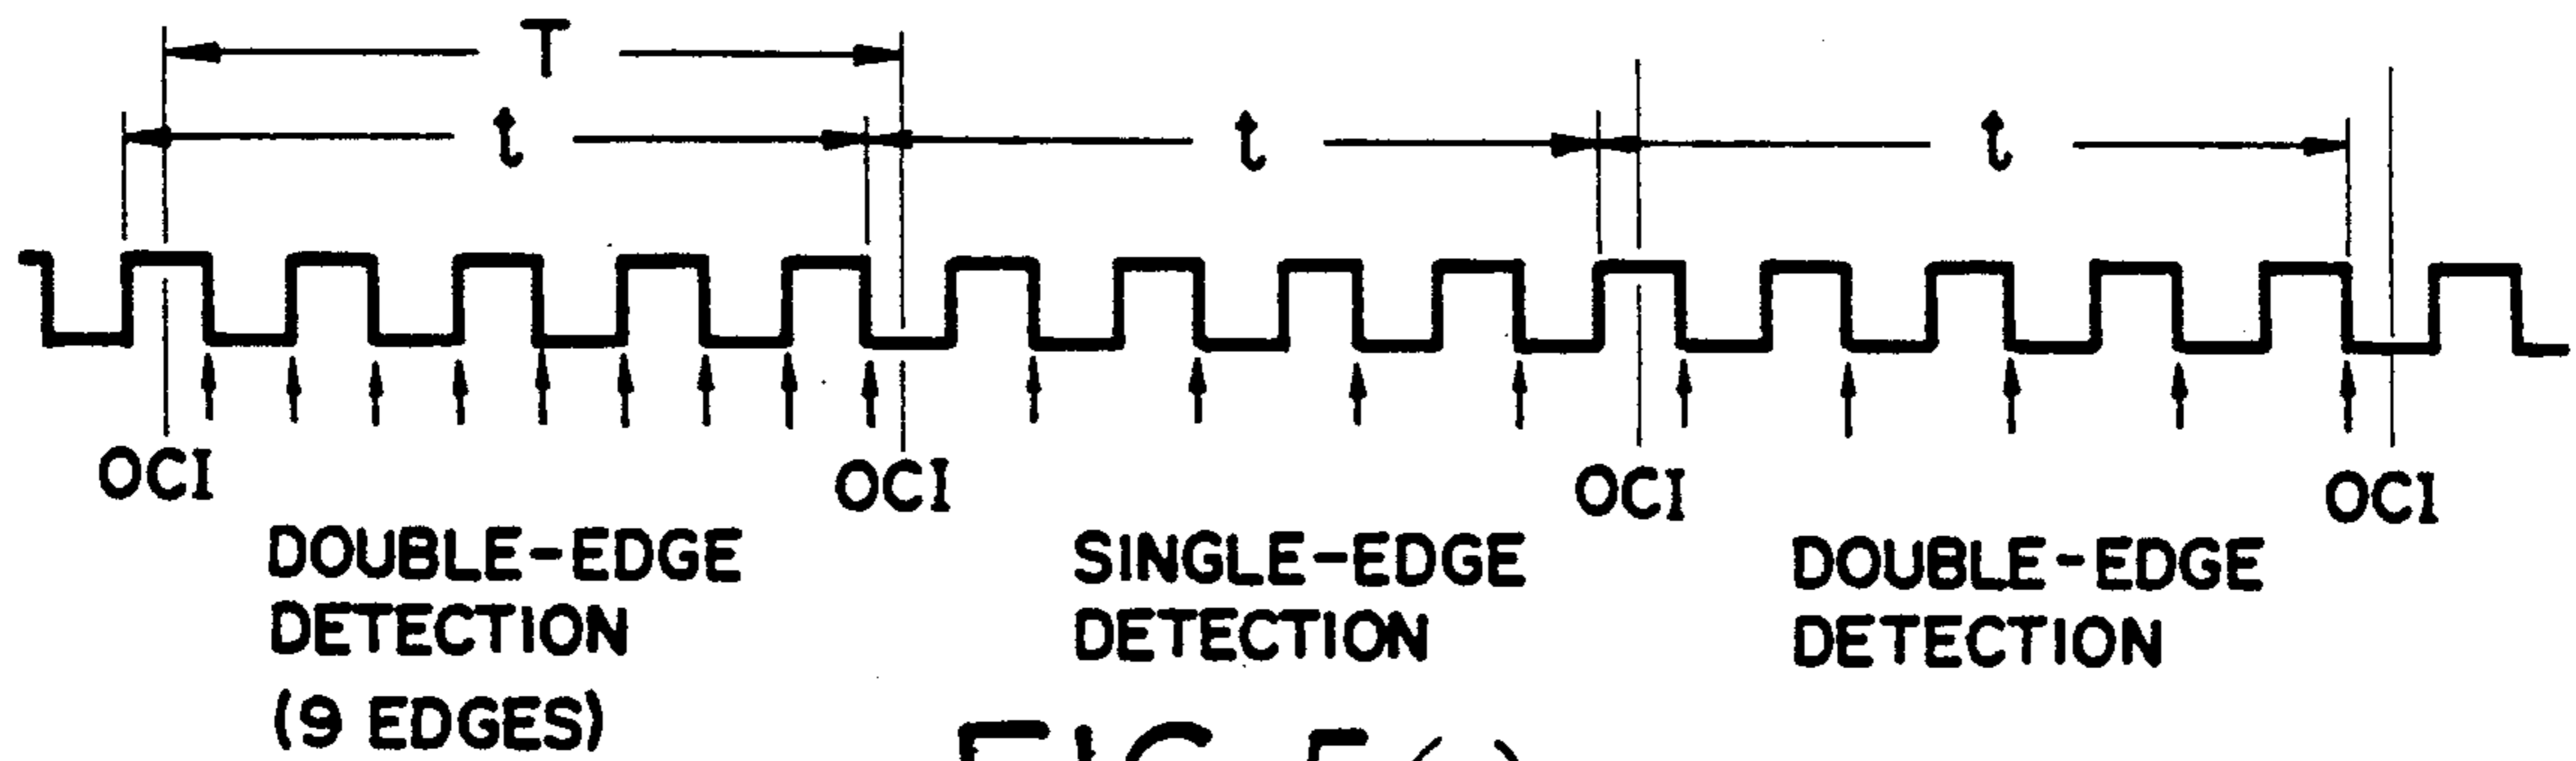 T
t t t
OCI OCI OCI OCI
DOUBLE-EDGE
DETECTION
(9 EDGES)
SINGLE-EDGE
DETECTION
DOUBLE-EDGE
DETECTION